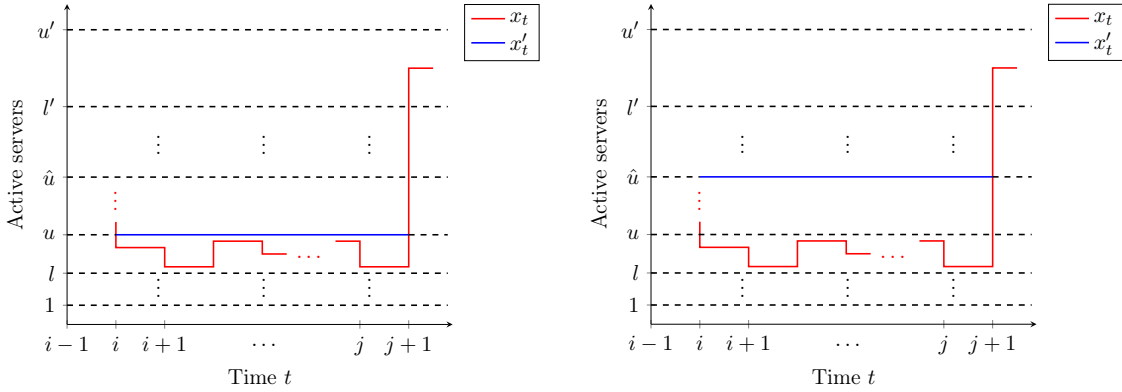 u′
l′
û
u
l
1
Active servers
i − 1 i i + 1 ⋯ j j + 1
Time t
x_t
x′_t
u′
l′
û
u
l
1
Active servers
i − 1 i i + 1 ⋯ j j + 1
Time t
x_t
x′_t